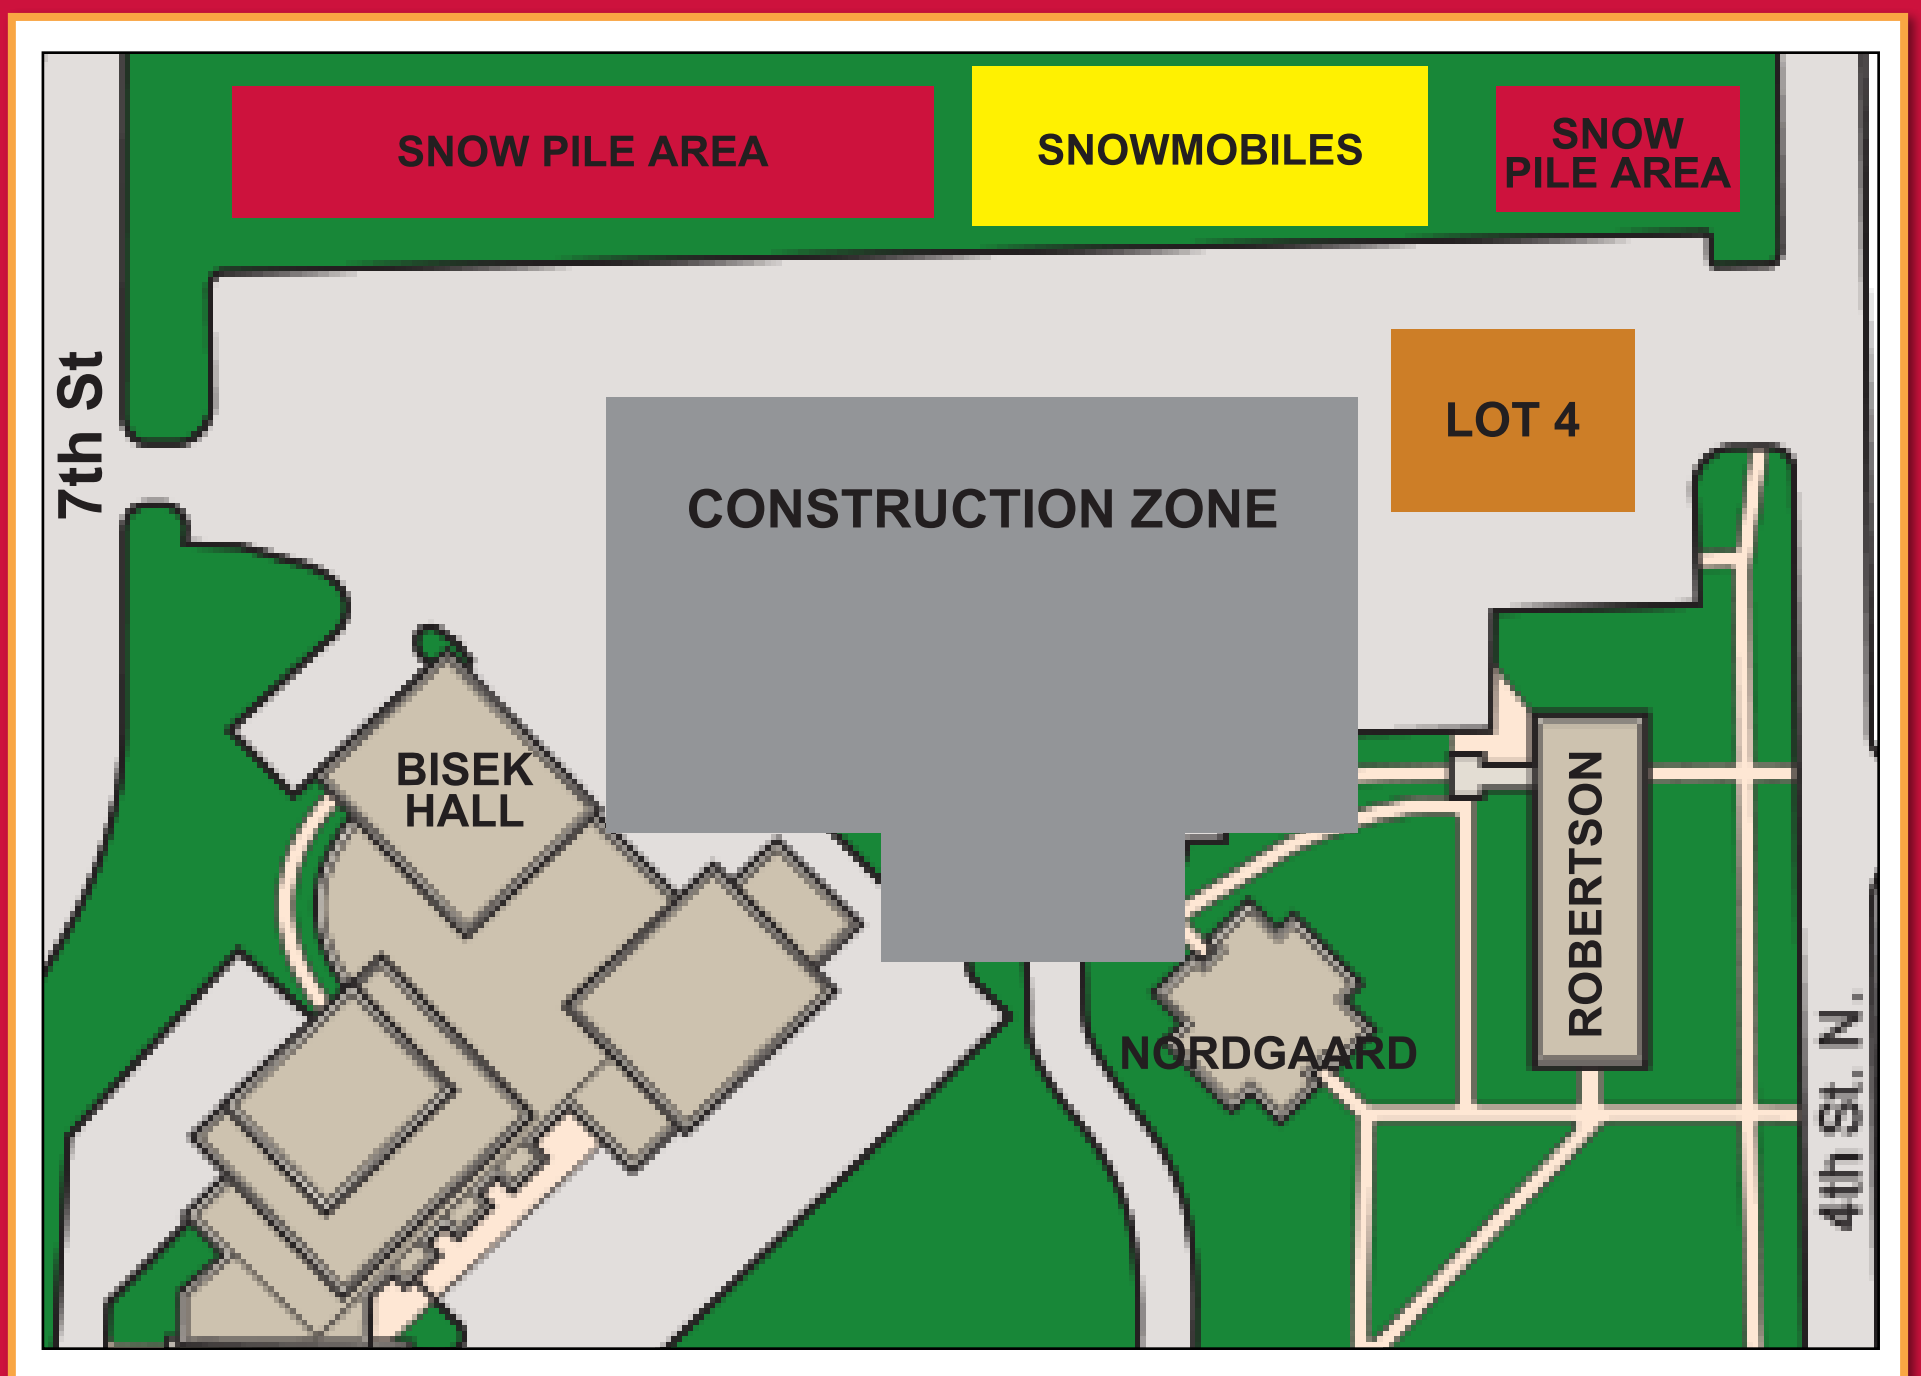 SNOW PILE AREA
SNOWMOBILES
SNOW
PILE AREA
7th St
LOT 4
CONSTRUCTION ZONE
BISEK
HALL
ROBERTSON
NORDGAARD
4th St. N.